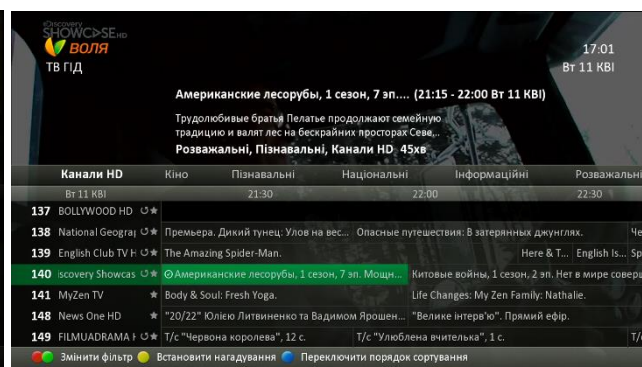 Discovery
SHOWCASE HD
ВОЛЯ
ТВ ГІД
17:01
Вт 11 КВІ
Американские лесорубы, 1 сезон, 7 эп.... (21:15 - 22:00 Вт 11 КВІ)
Трудолюбивые братья Пелатье продолжают семейную
традицию и валят лес на бескрайних просторах Севе,..
Розважальні, Пізнавальні, Канали HD 45хв
Канали HD Кіно Пізнавальні Національні Інформаційні Розважальні
Вт 11 КВІ 21:30 22:00 22:30
137 BOLLYWOOD HD
138 National Geograp Премьера. Дикий тунец: Улов на вес... Опасные путешествия: В затерянных джунглях. Че
139 English Club TV H The Amazing Spider-Man. Here & T... English Is... Sp
140 iscovery Showcas Американские лесорубы, 1 сезон, 7 эп. Мощн... Китовые войны, 1 сезон, 2 эп. Нет в мире соверш
141 MyZen TV Body & Soul: Fresh Yoga. Life Changes: My Zen Family: Nathalie.
148 News One HD "20/22" Юлією Литвиненко та Вадимом Ярошен... "Велике інтерв'ю". Прямий ефір.
149 FILMUADRAMA H Т/с "Червона королева", 12 с. Т/с "Улюблена вчителька", 1 с. Т/
Змінити фільтр Встановити нагадування Переключити порядок сортування